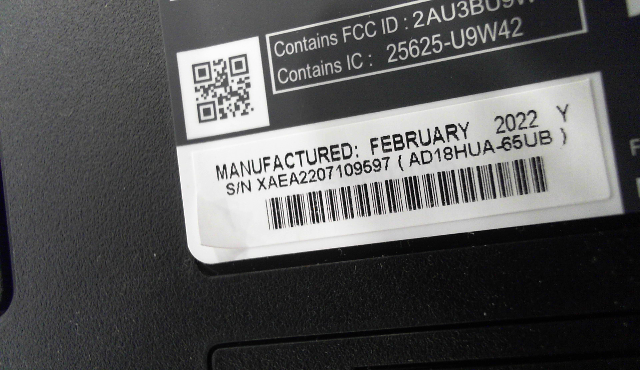 Contains FCC ID : 2AU3BU9W
Contains IC : 25625-U9W42
MANUFACTURED: FEBRUARY 2022 Y
S/N XAEA2207109597 ( AD18HUA-65UB )